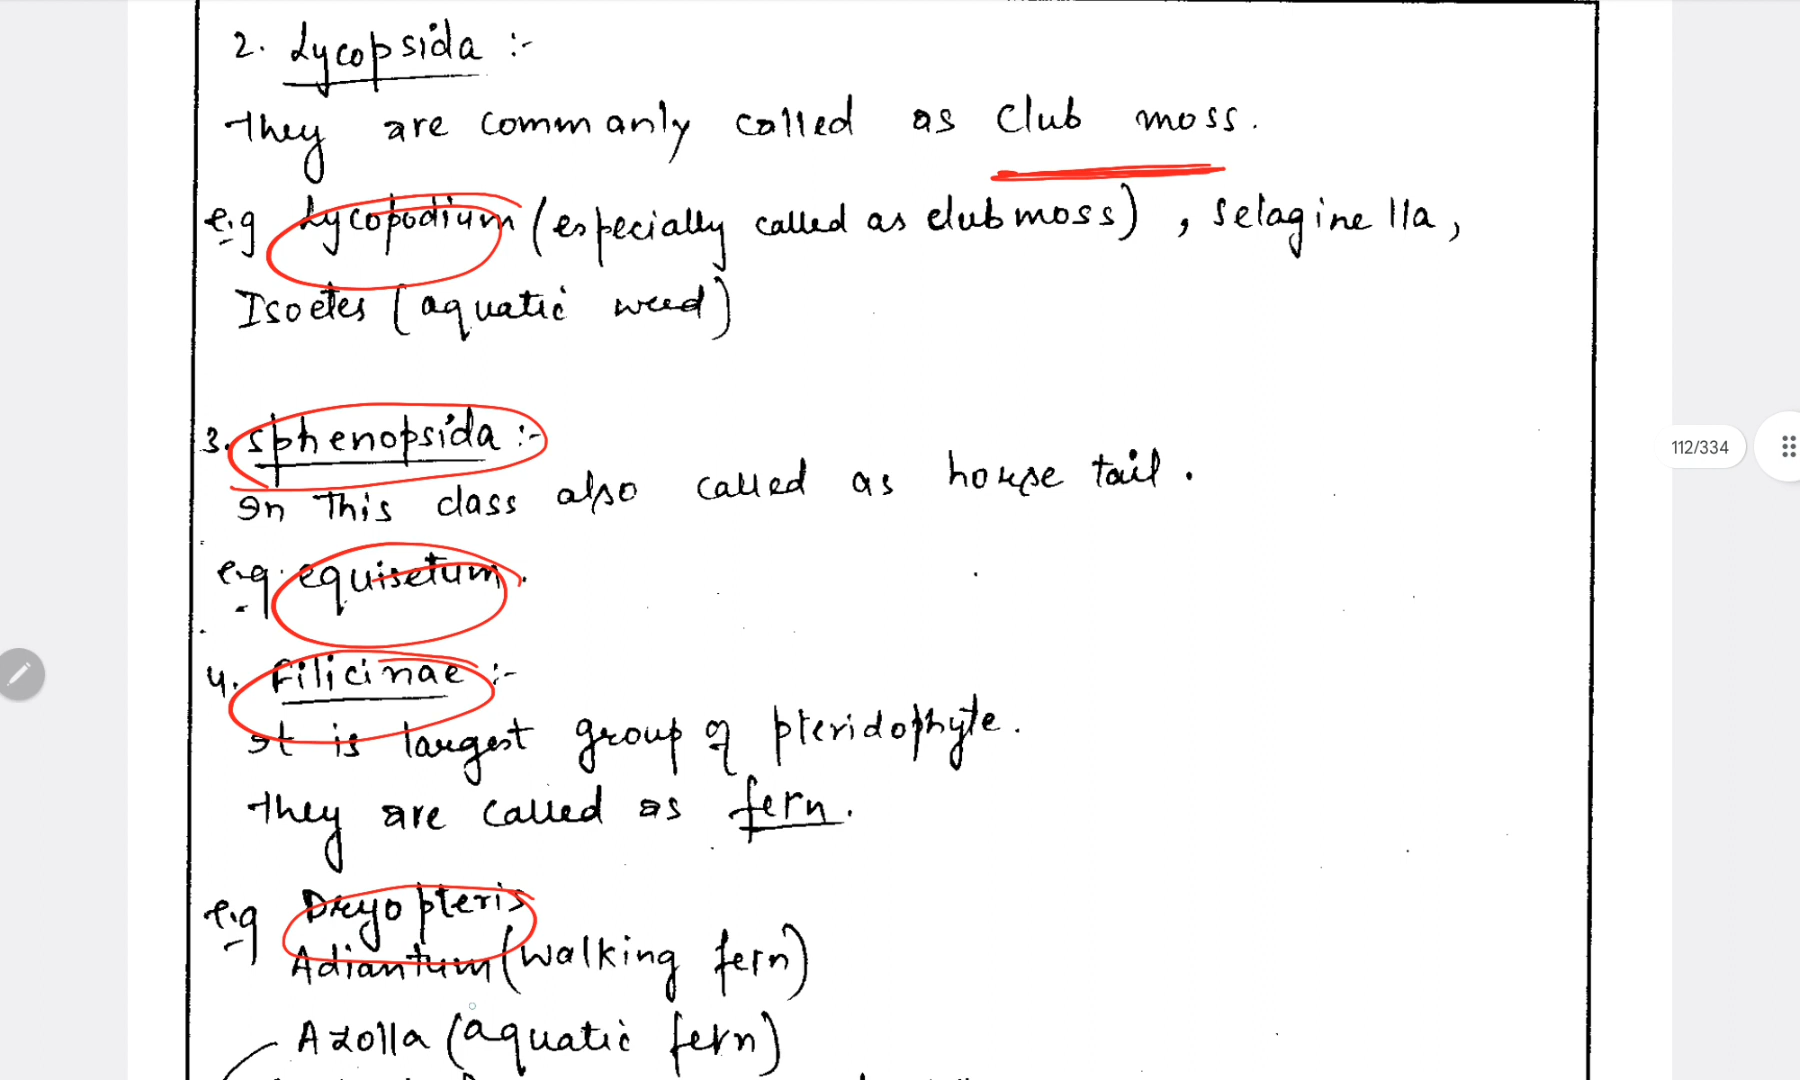 2. Lycopsida :-
They are commanly called as Club moss.
e.g Lycopodium (especially called as club moss), Selaginella,
Isoetes (aquatic weed)
3. Sphenopsida :-
In This class also called as horse tail.
112/334
e.g. equisetum.
4. Filicinae :-
It is largest group of pteridophyte.
They are called as fern.
e.g Dryopteris
Adiantum (walking fern)
Azolla (aquatic fern)